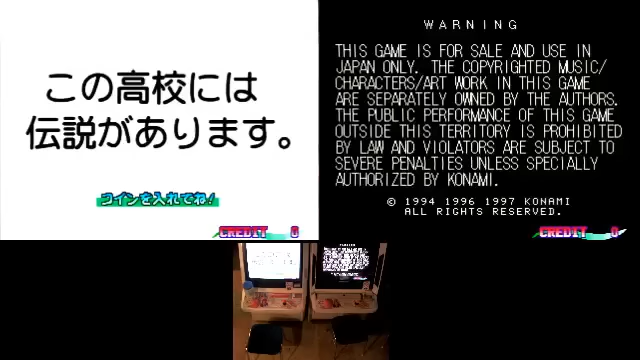 この高校には
伝説があります。
コインを入れてね!
CREDIT 0
WARNING
THIS GAME IS FOR SALE AND USE IN
JAPAN ONLY. THE COPYRIGHTED MUSIC/
CHARACTERS/ART WORK IN THIS GAME
ARE SEPARATELY OWNED BY THE AUTHORS.
THE PUBLIC PERFORMANCE OF THIS GAME
OUTSIDE THIS TERRITORY IS PROHIBITED
BY LAW AND VIOLATORS ARE SUBJECT TO
SEVERE PENALTIES UNLESS SPECIALLY
AUTHORIZED BY KONAMI.
© 1994 1996 1997 KONAMI
ALL RIGHTS RESERVED.
CREDIT 0